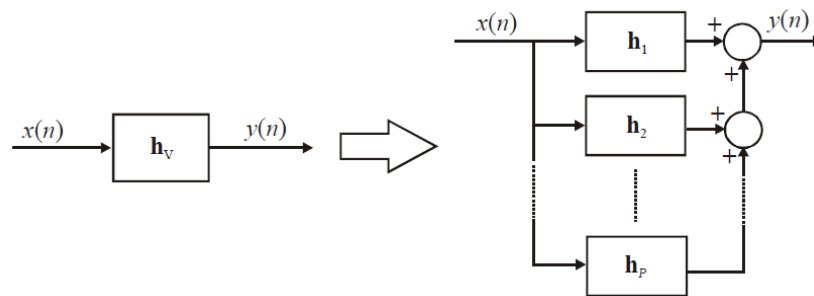 x(n)
h_V
y(n)
x(n)
h_1
+
y(n)
+
h_2
+
+
h_P